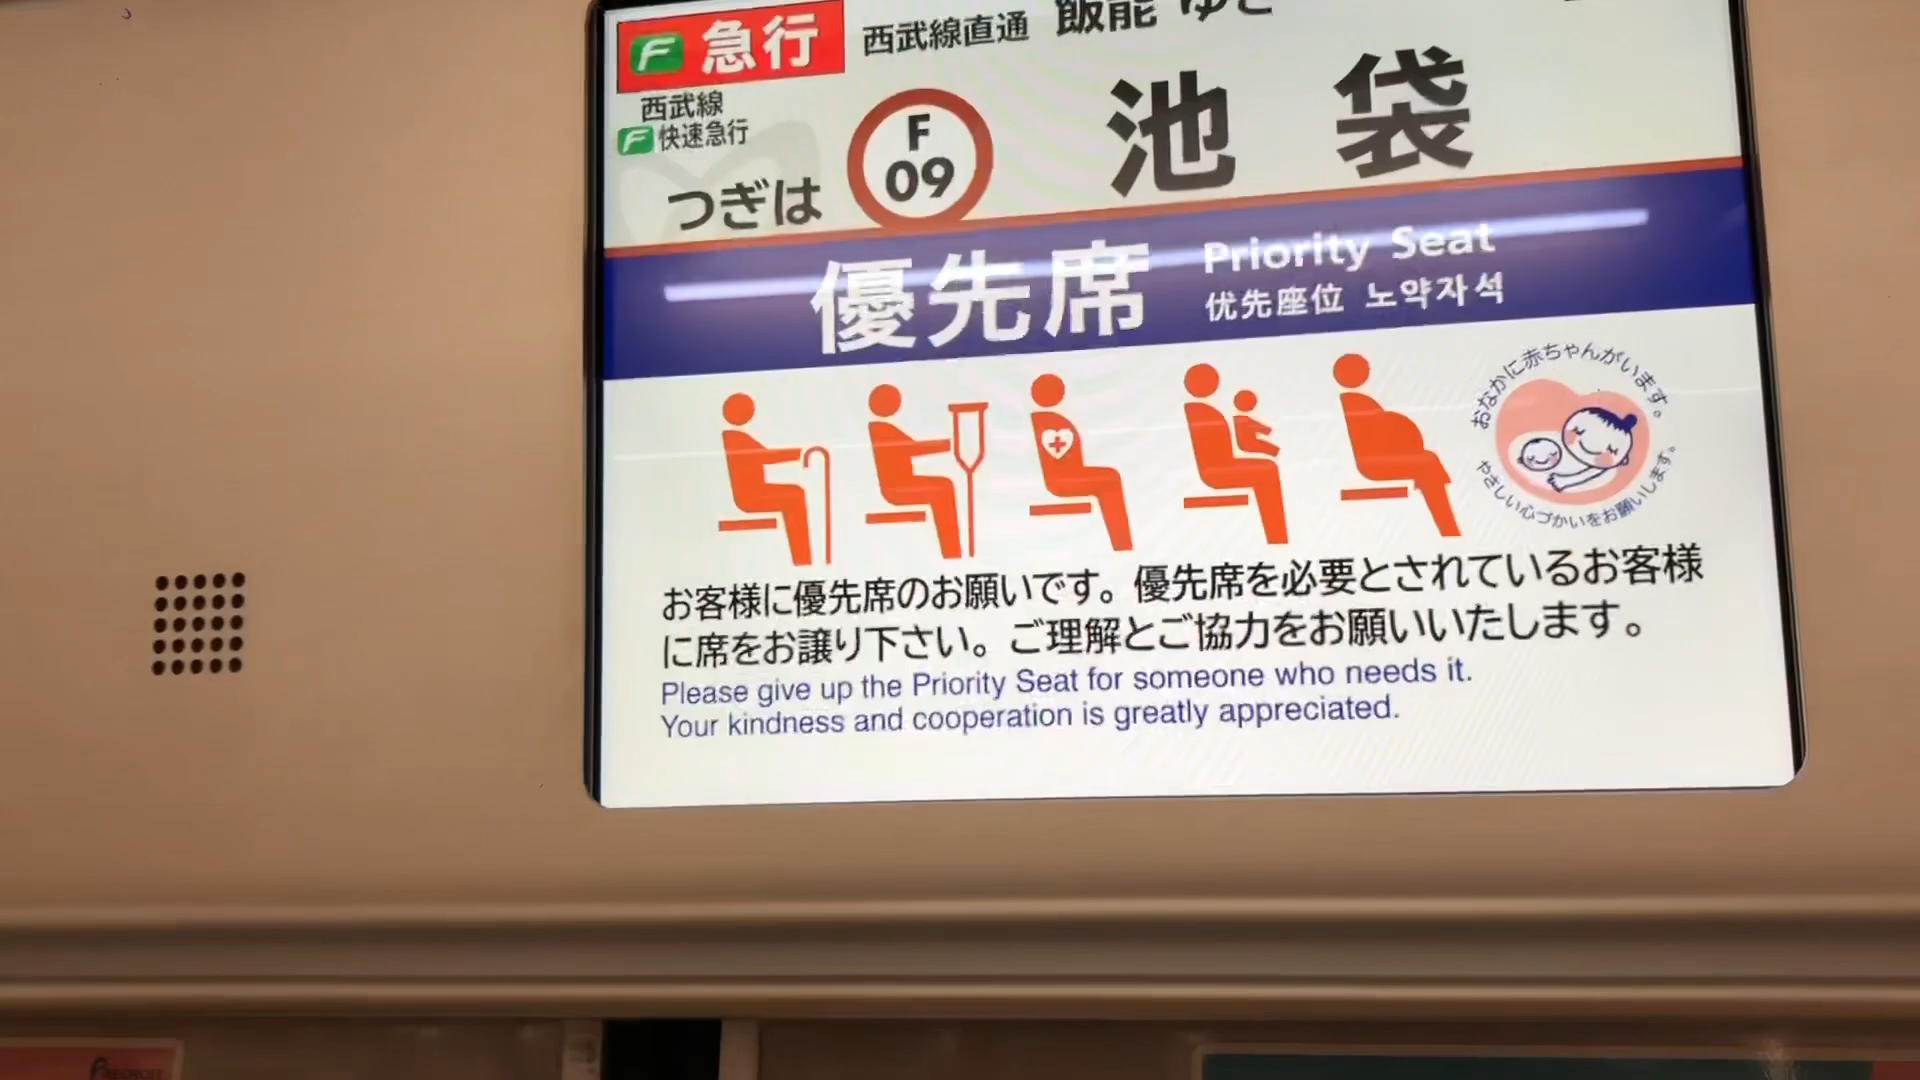 F 急行 西武線直通 飯能 ゆき
西武線
F 快速急行
つぎは F 09 池袋
優先席 Priority Seat
优先座位 노약자석
おなかに赤ちゃんがいます。
やさしい心づかいをお願いします。
お客様に優先席のお願いです。優先席を必要とされているお客様
に席をお譲り下さい。ご理解とご協力をお願いいたします。
Please give up the Priority Seat for someone who needs it.
Your kindness and cooperation is greatly appreciated.